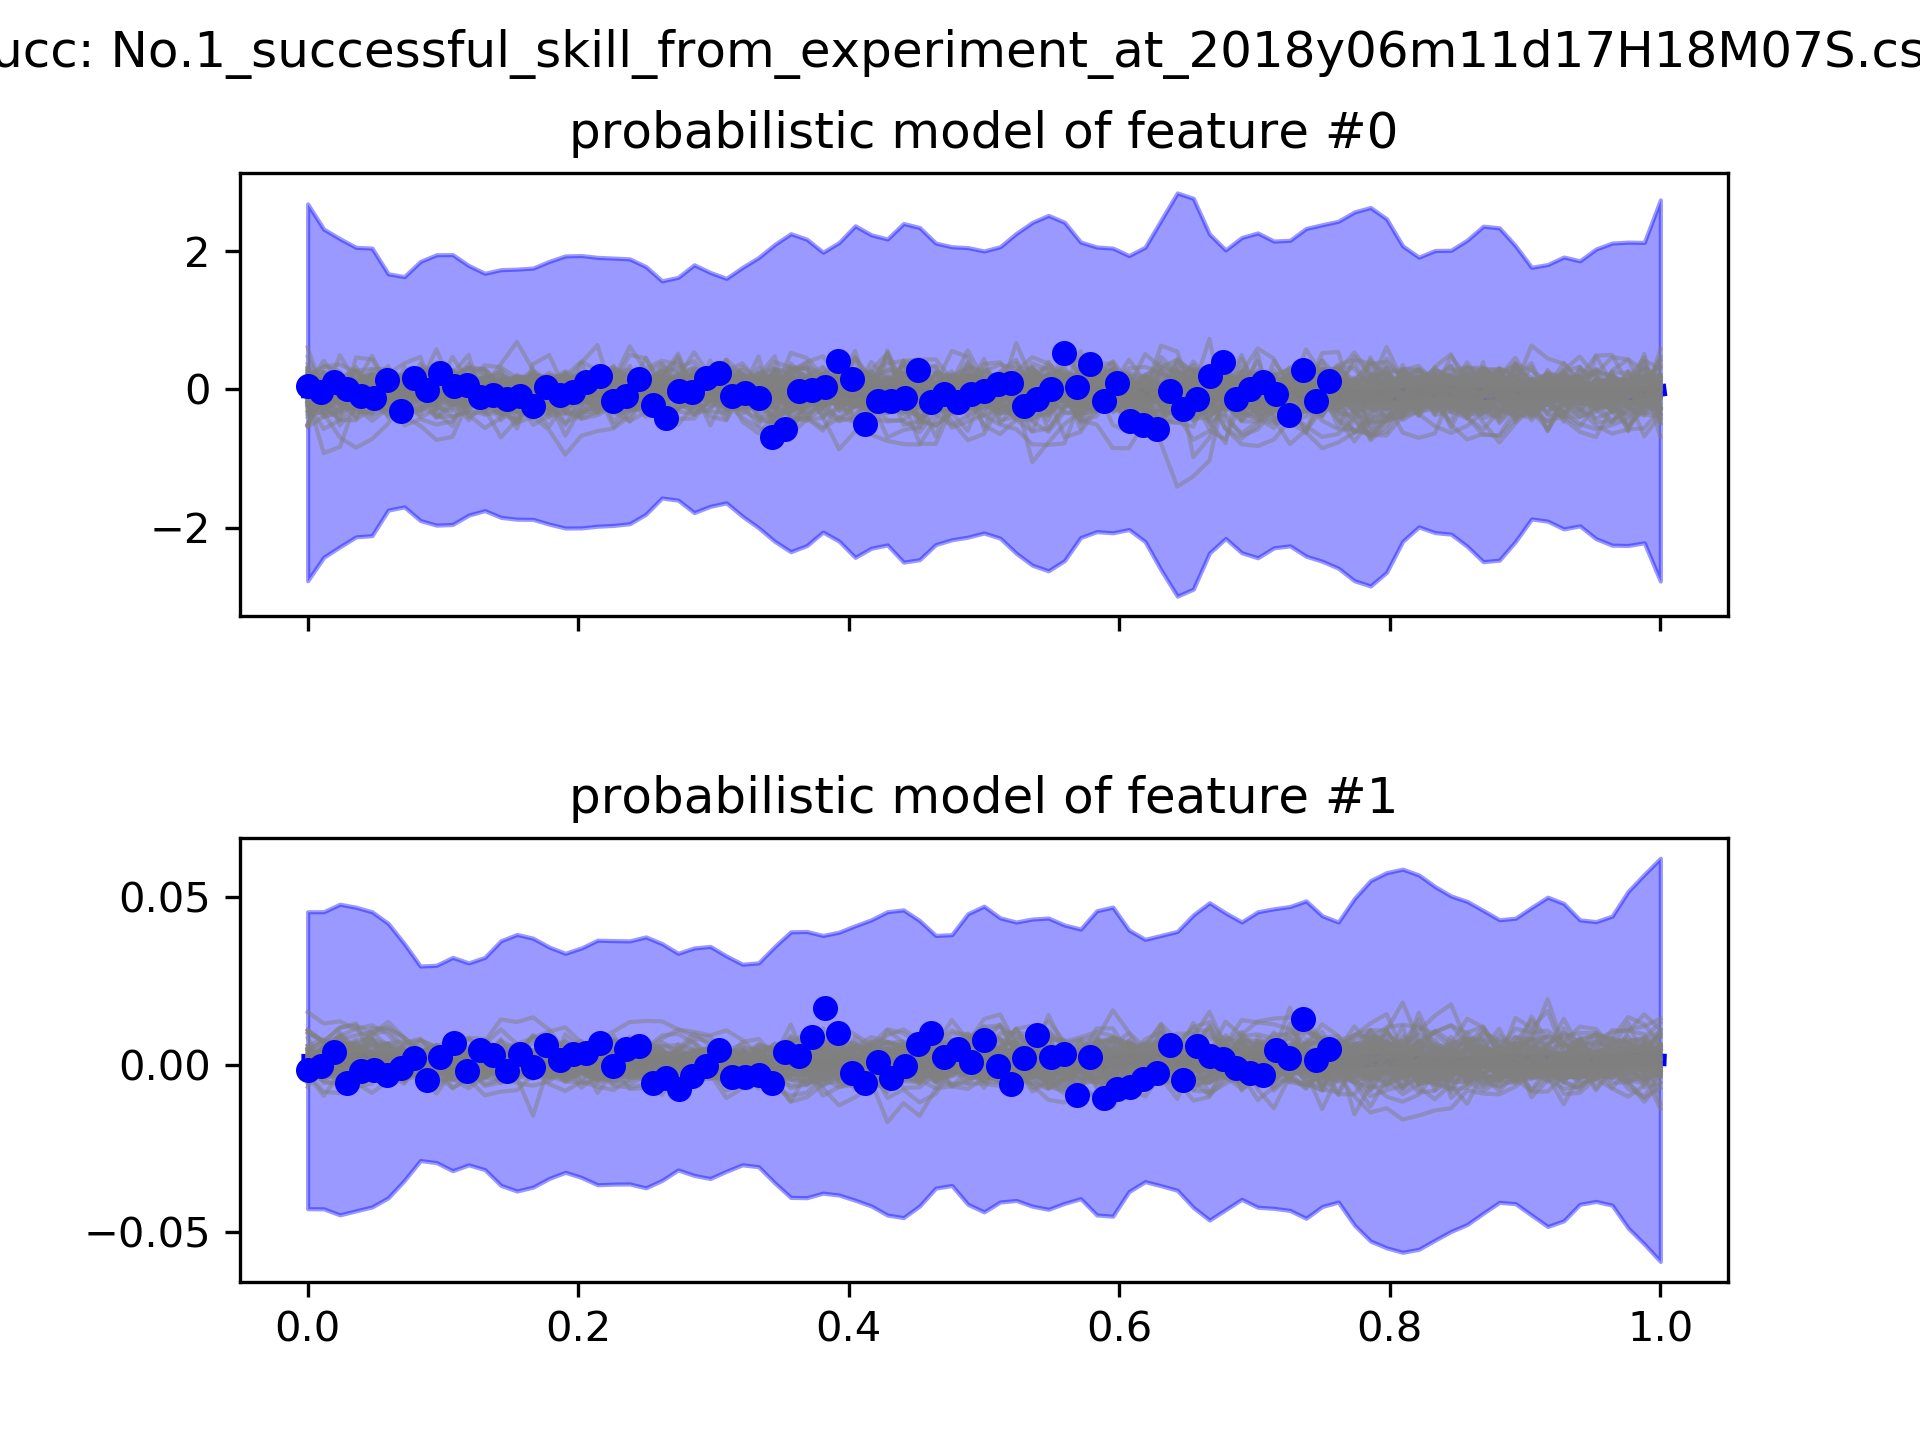 ucc: No.1_successful_skill_from_experiment_at_2018y06m11d17H18M07S.cs
probabilistic model of feature #0
2
0
−2
probabilistic model of feature #1
0.05
0.00
−0.05
0.0 0.2 0.4 0.6 0.8 1.0